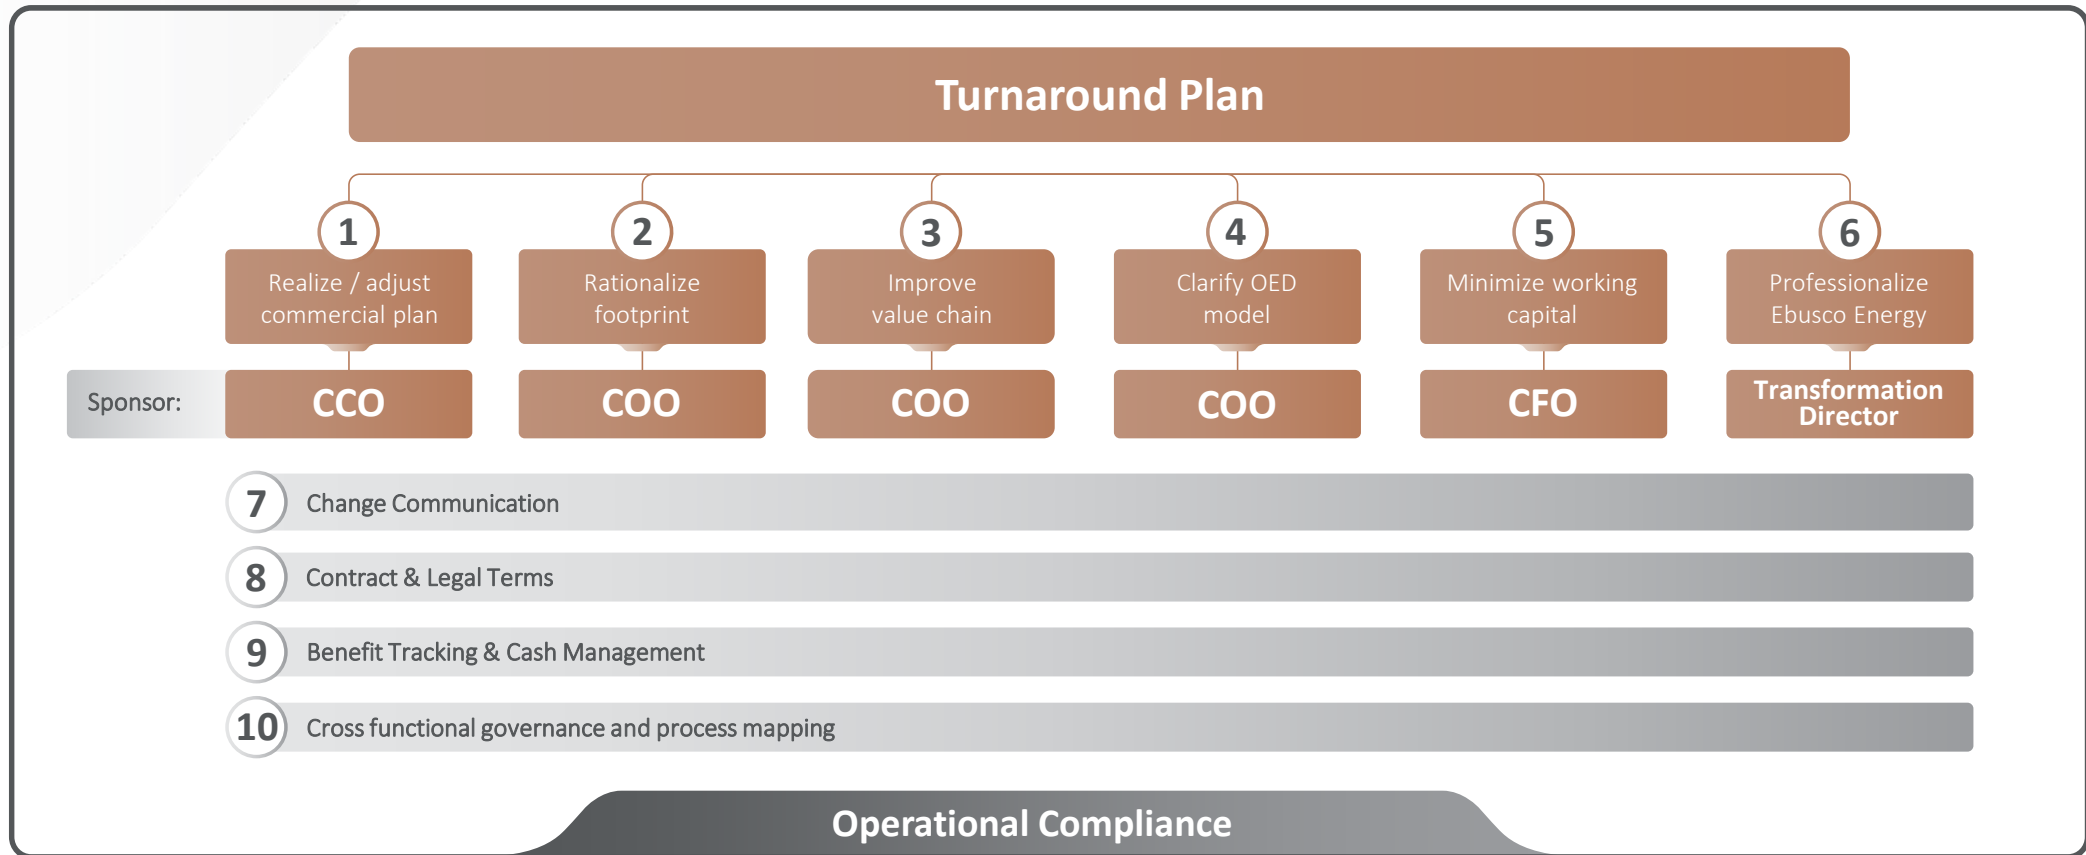 Turnaround Plan
1
2
3
4
5
6
Realize / adjust
commercial plan
Rationalize
footprint
Improve
value chain
Clarify OED
model
Minimize working
capital
Professionalize
Ebusco Energy
Sponsor:
CCO
COO
COO
COO
CFO
Transformation
Director
7
Change Communication
8
Contract & Legal Terms
9
Benefit Tracking & Cash Management
10
Cross functional governance and process mapping
Operational Compliance